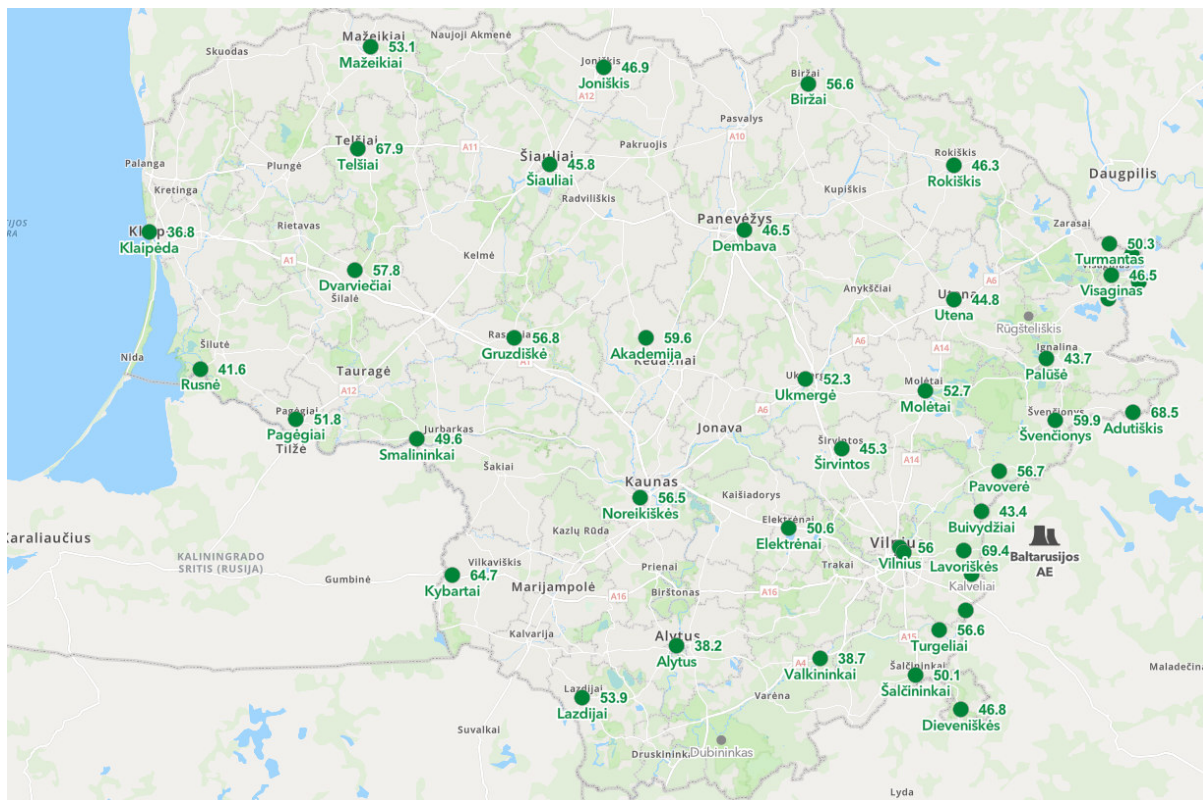 Skuodas
Mažeikiai
53.1
Mažeikiai
Naujoji Akmenė
Joniškis
46.9
Joniškis
A12
Biržai
56.6
Biržai
Pasvalys
A10
Telšiai
67.9
Telšiai
Plungė
Palanga
Kretinga
A11
Šiauliai
45.8
Šiauliai
Pakruojis
Radviliškis
Rokiškis
46.3
Rokiškis
Kupiškis
Daugpilis
36.8
Klaipėda
Rietavas
A1
57.8
Dvarviečiai
Šilalė
Kelmė
Panevėžys
46.5
Dembava
Zarasai
50.3
Turmantas
46.5
Visaginas
Anykščiai
A6
44.8
Utena
Rūgšteliškis
Nida
Šilutė
41.6
Rusnė
Tauragė
A12
56.8
Gruzdiškė
A1
59.6
Akademija
A6
A14
Ignalina
43.7
Palūšė
52.3
Ukmergė
Molėtai
52.7
Molėtai
Pagėgiai
51.8
Pagėgiai
Tilžė
Jurbarkas
49.6
Smalininkai
Šakiai
Jonava
A6
Švenčionys
59.9
Švenčionys
68.5
Adutiškis
Širvintos
45.3
Širvintos
A14
56.7
Pavoverė
Kaunas
56.5
Noreikiškės
Kaišiadorys
Kazlų Rūda
Elektrėnai
50.6
Elektrėnai
43.4
Buivydžiai
Baltarusijos
AE
Karaliaučius
KALININGRADO
SRITIS (RUSIJA)
Gumbinė
64.7
Kybartai
Vilkaviškis
Marijampolė
Prienai
Birštonas
A16
A16
Trakai
56
Vilnius
69.4
Lavoriškės
Kalveliai
Kalvarija
Alytus
38.2
Alytus
A4
38.7
Valkininkai
A15
56.6
Turgeliai
Šalčininkai
50.1
Šalčininkai
Maladečina
Lazdijai
53.9
Lazdijai
Varėna
46.8
Dieveniškės
Suvalkai
Druskininkai
Dubininkas
Lyda